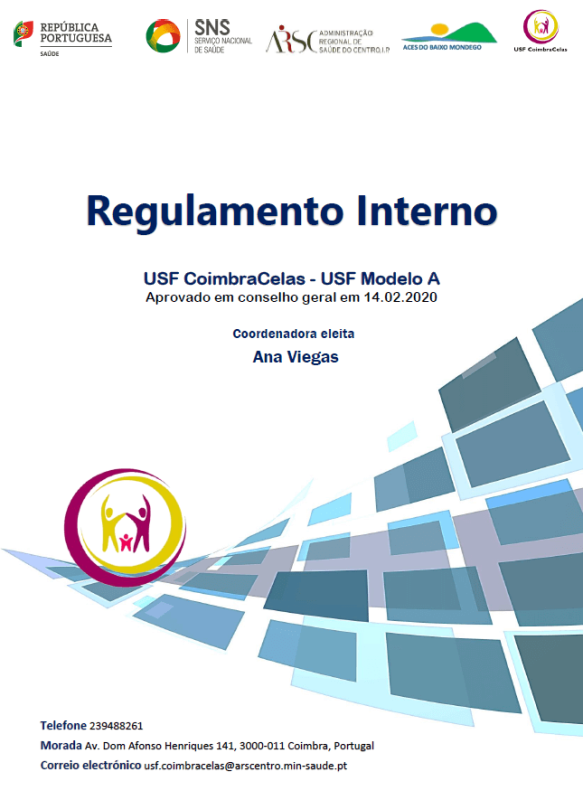 REPÚBLICA
PORTUGUESA
SAÚDE
SNS
SERVIÇO NACIONAL
DE SAÚDE
ARSC
ADMINISTRAÇÃO
REGIONAL DE
SAÚDE DO CENTRO, I.P.
ACES DO BAIXO MONDEGO
USF CoimbraCelas
Regulamento Interno
USF CoimbraCelas - USF Modelo A
Aprovado em conselho geral em 14.02.2020
Coordenadora eleita
Ana Viegas
Telefone 239488261
Morada Av. Dom Afonso Henriques 141, 3000-011 Coimbra, Portugal
Correio electrónico usf.coimbracelas@arscentro.min-saude.pt